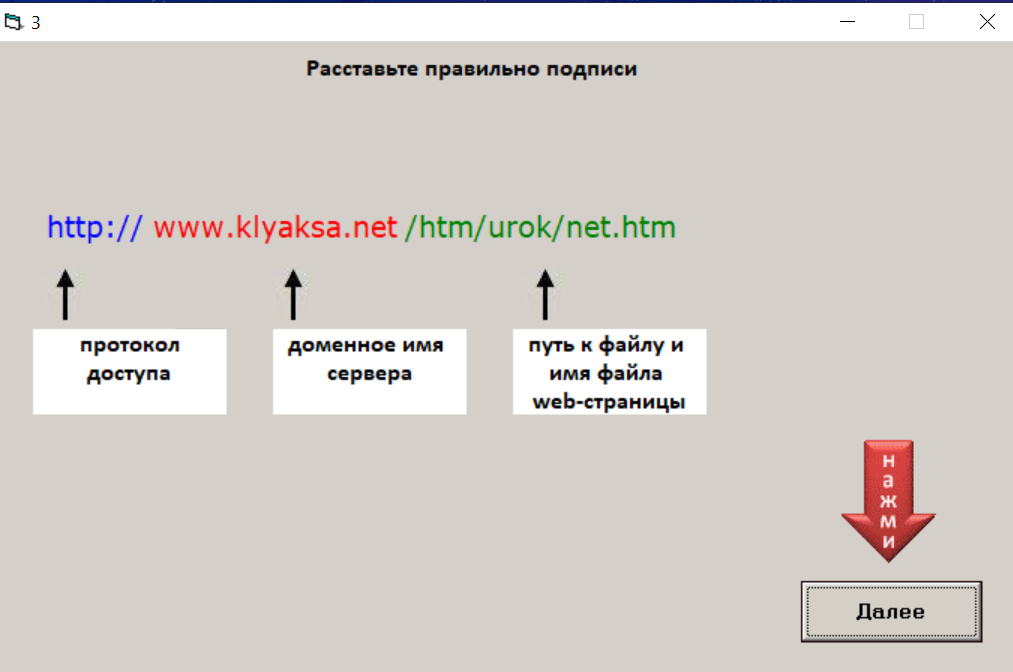 3
Расставьте правильно подписи
http:// www.klyaksa.net /htm/urok/net.htm
протокол
доступа
доменное имя
сервера
путь к файлу и
имя файла
web-страницы
нажми
Далее